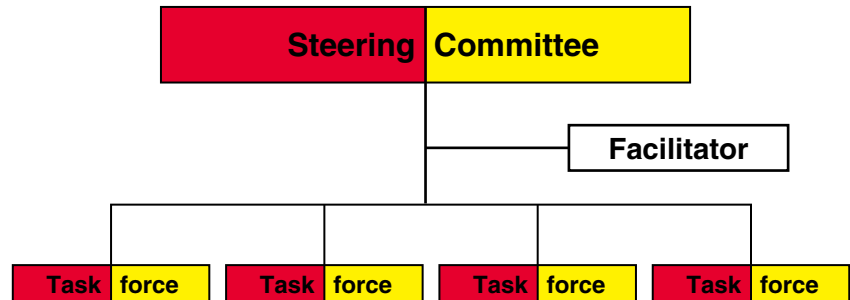 Steering Committee
Facilitator
Task force Task force Task force Task force